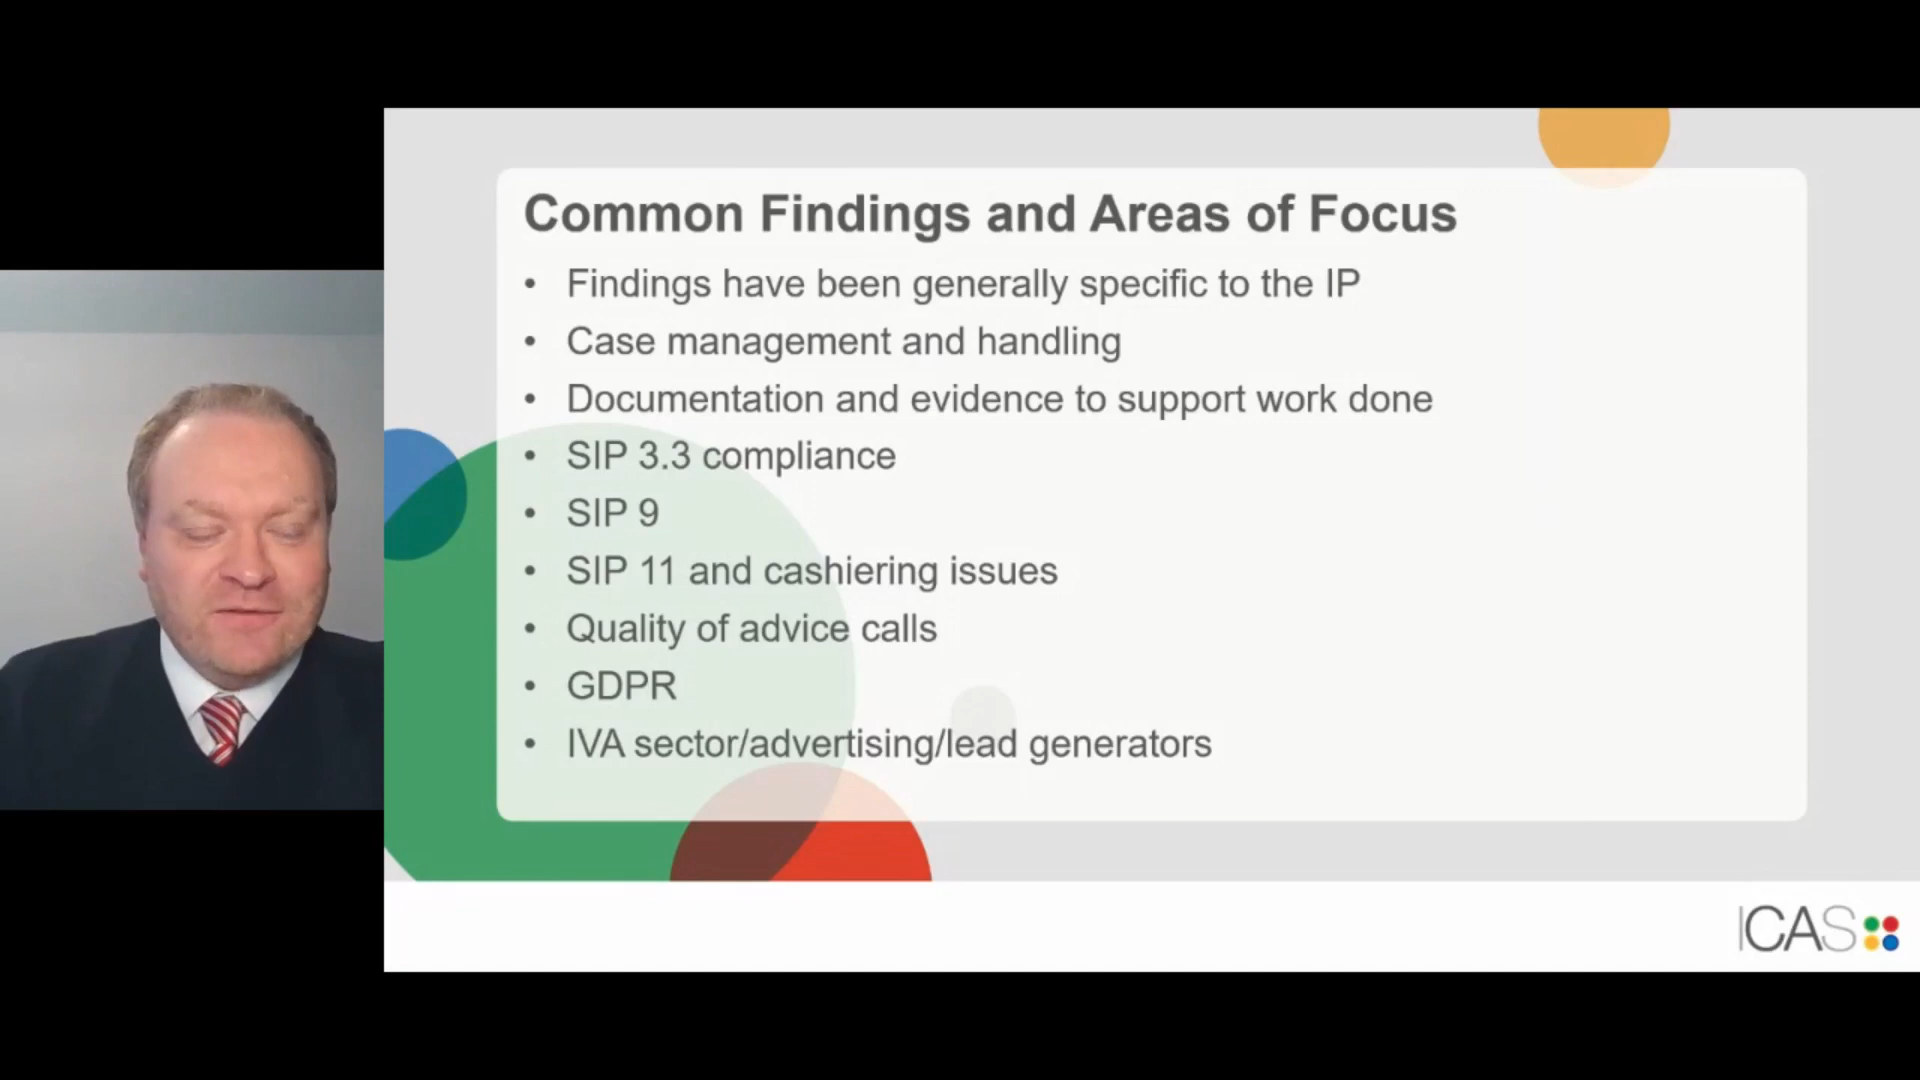 Common Findings and Areas of Focus
• Findings have been generally specific to the IP
• Case management and handling
• Documentation and evidence to support work done
• SIP 3.3 compliance
• SIP 9
• SIP 11 and cashiering issues
• Quality of advice calls
• GDPR
• IVA sector/advertising/lead generators
ICAS